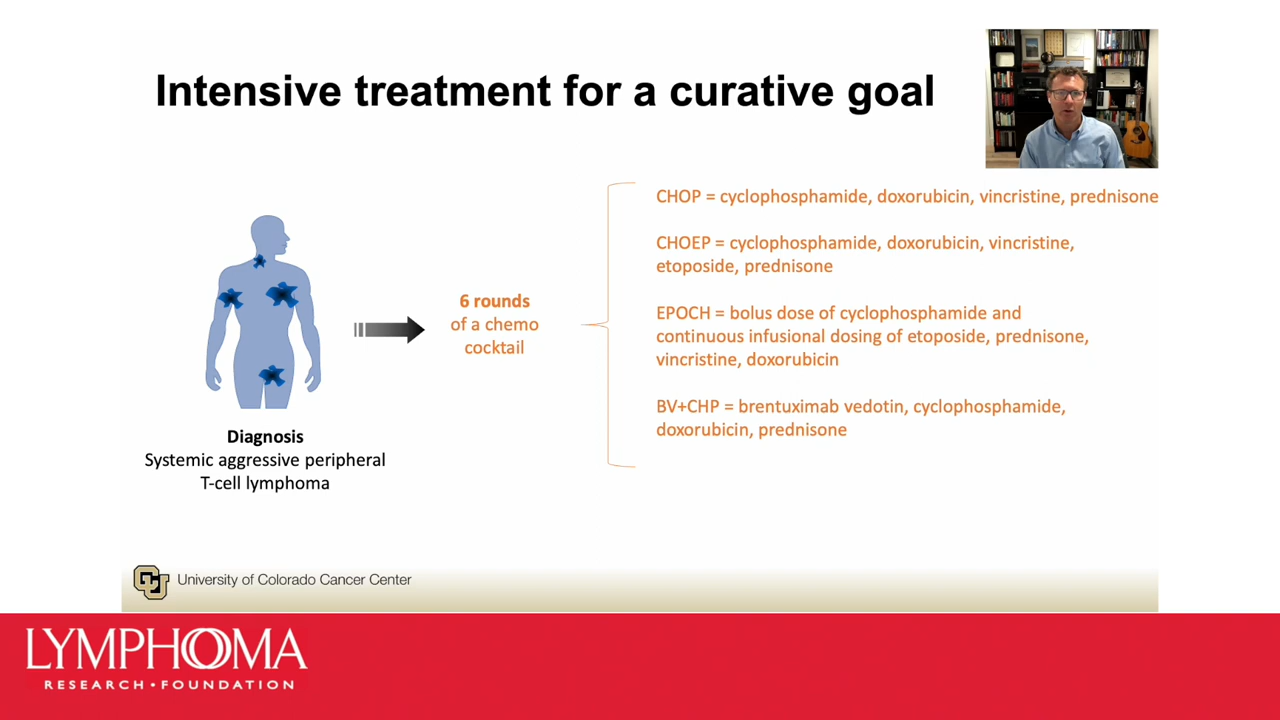 Intensive treatment for a curative goal
CHOP = cyclophosphamide, doxorubicin, vincristine, prednisone
CHOEP = cyclophosphamide, doxorubicin, vincristine,
etoposide, prednisone
6 rounds
of a chemo
cocktail
EPOCH = bolus dose of cyclophosphamide and
continuous infusional dosing of etoposide, prednisone,
vincristine, doxorubicin
BV+CHP = brentuximab vedotin, cyclophosphamide,
doxorubicin, prednisone
Diagnosis
Systemic aggressive peripheral
T-cell lymphoma
CU
University of Colorado Cancer Center
LYMPHOMA
RESEARCH • FOUNDATION